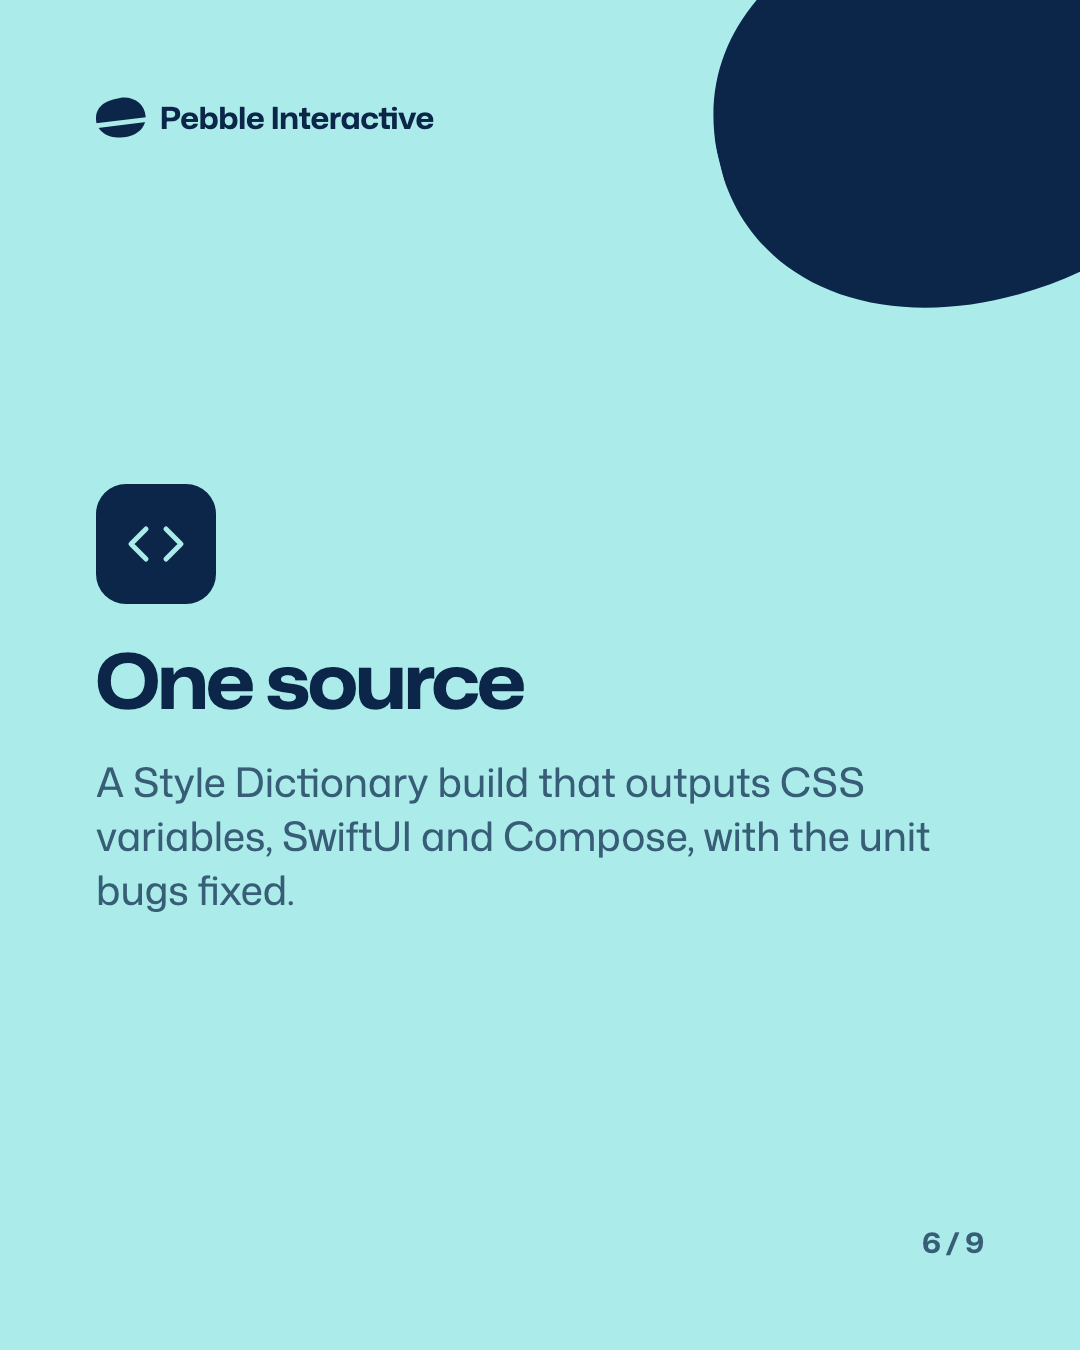 Pebble Interactive
One source
A Style Dictionary build that outputs CSS
variables, SwiftUI and Compose, with the unit
bugs fixed.
6 / 9